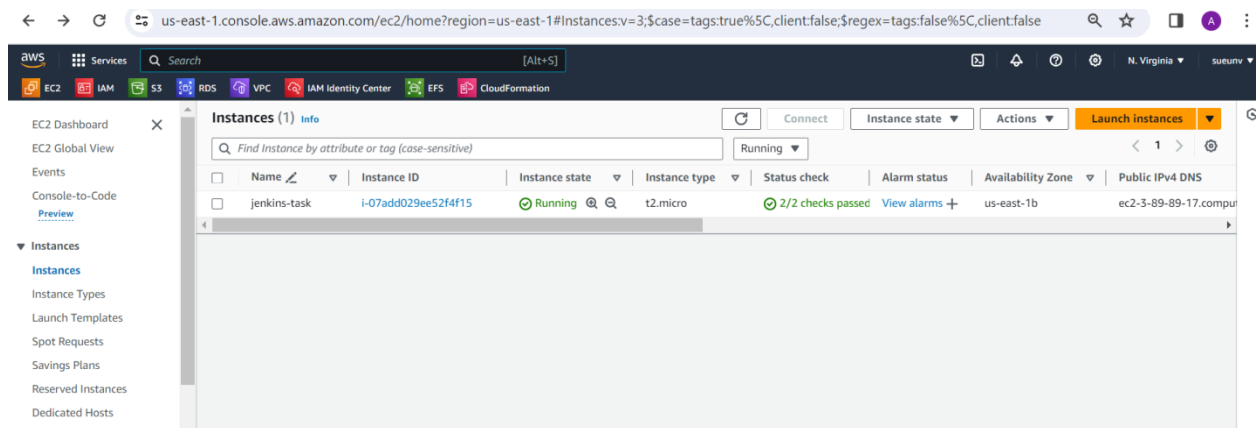 us-east-1.console.aws.amazon.com/ec2/home?region=us-east-1#Instances:v=3;$case=tags:true%5C,client:false;$regex=tags:false%5C,client:false
A
aws Services Search [Alt+S] N. Virginia sueunv
EC2 IAM S3 RDS VPC IAM Identity Center EFS CloudFormation
EC2 Dashboard
EC2 Global View
Events
Console-to-Code
Preview
Instances
Instances
Instance Types
Launch Templates
Spot Requests
Savings Plans
Reserved Instances
Dedicated Hosts
Instances (1) Info Connect Instance state Actions Launch instances
Find Instance by attribute or tag (case-sensitive) Running 1
Name Instance ID Instance state Instance type Status check Alarm status Availability Zone Public IPv4 DNS
jenkins-task i-07add029ee52f4f15 Running t2.micro 2/2 checks passed View alarms + us-east-1b ec2-3-89-89-17.comput